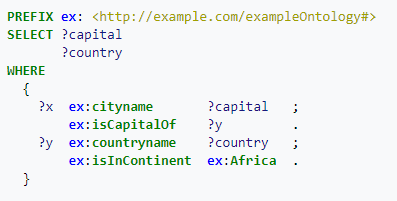 PREFIX ex: <http://example.com/exampleOntology#>
SELECT ?capital
       ?country
WHERE
  {
    ?x  ex:cityname       ?capital   ;
        ex:isCapitalOf    ?y         .
    ?y  ex:countryname    ?country   ;
        ex:isInContinent  ex:Africa  .
  }